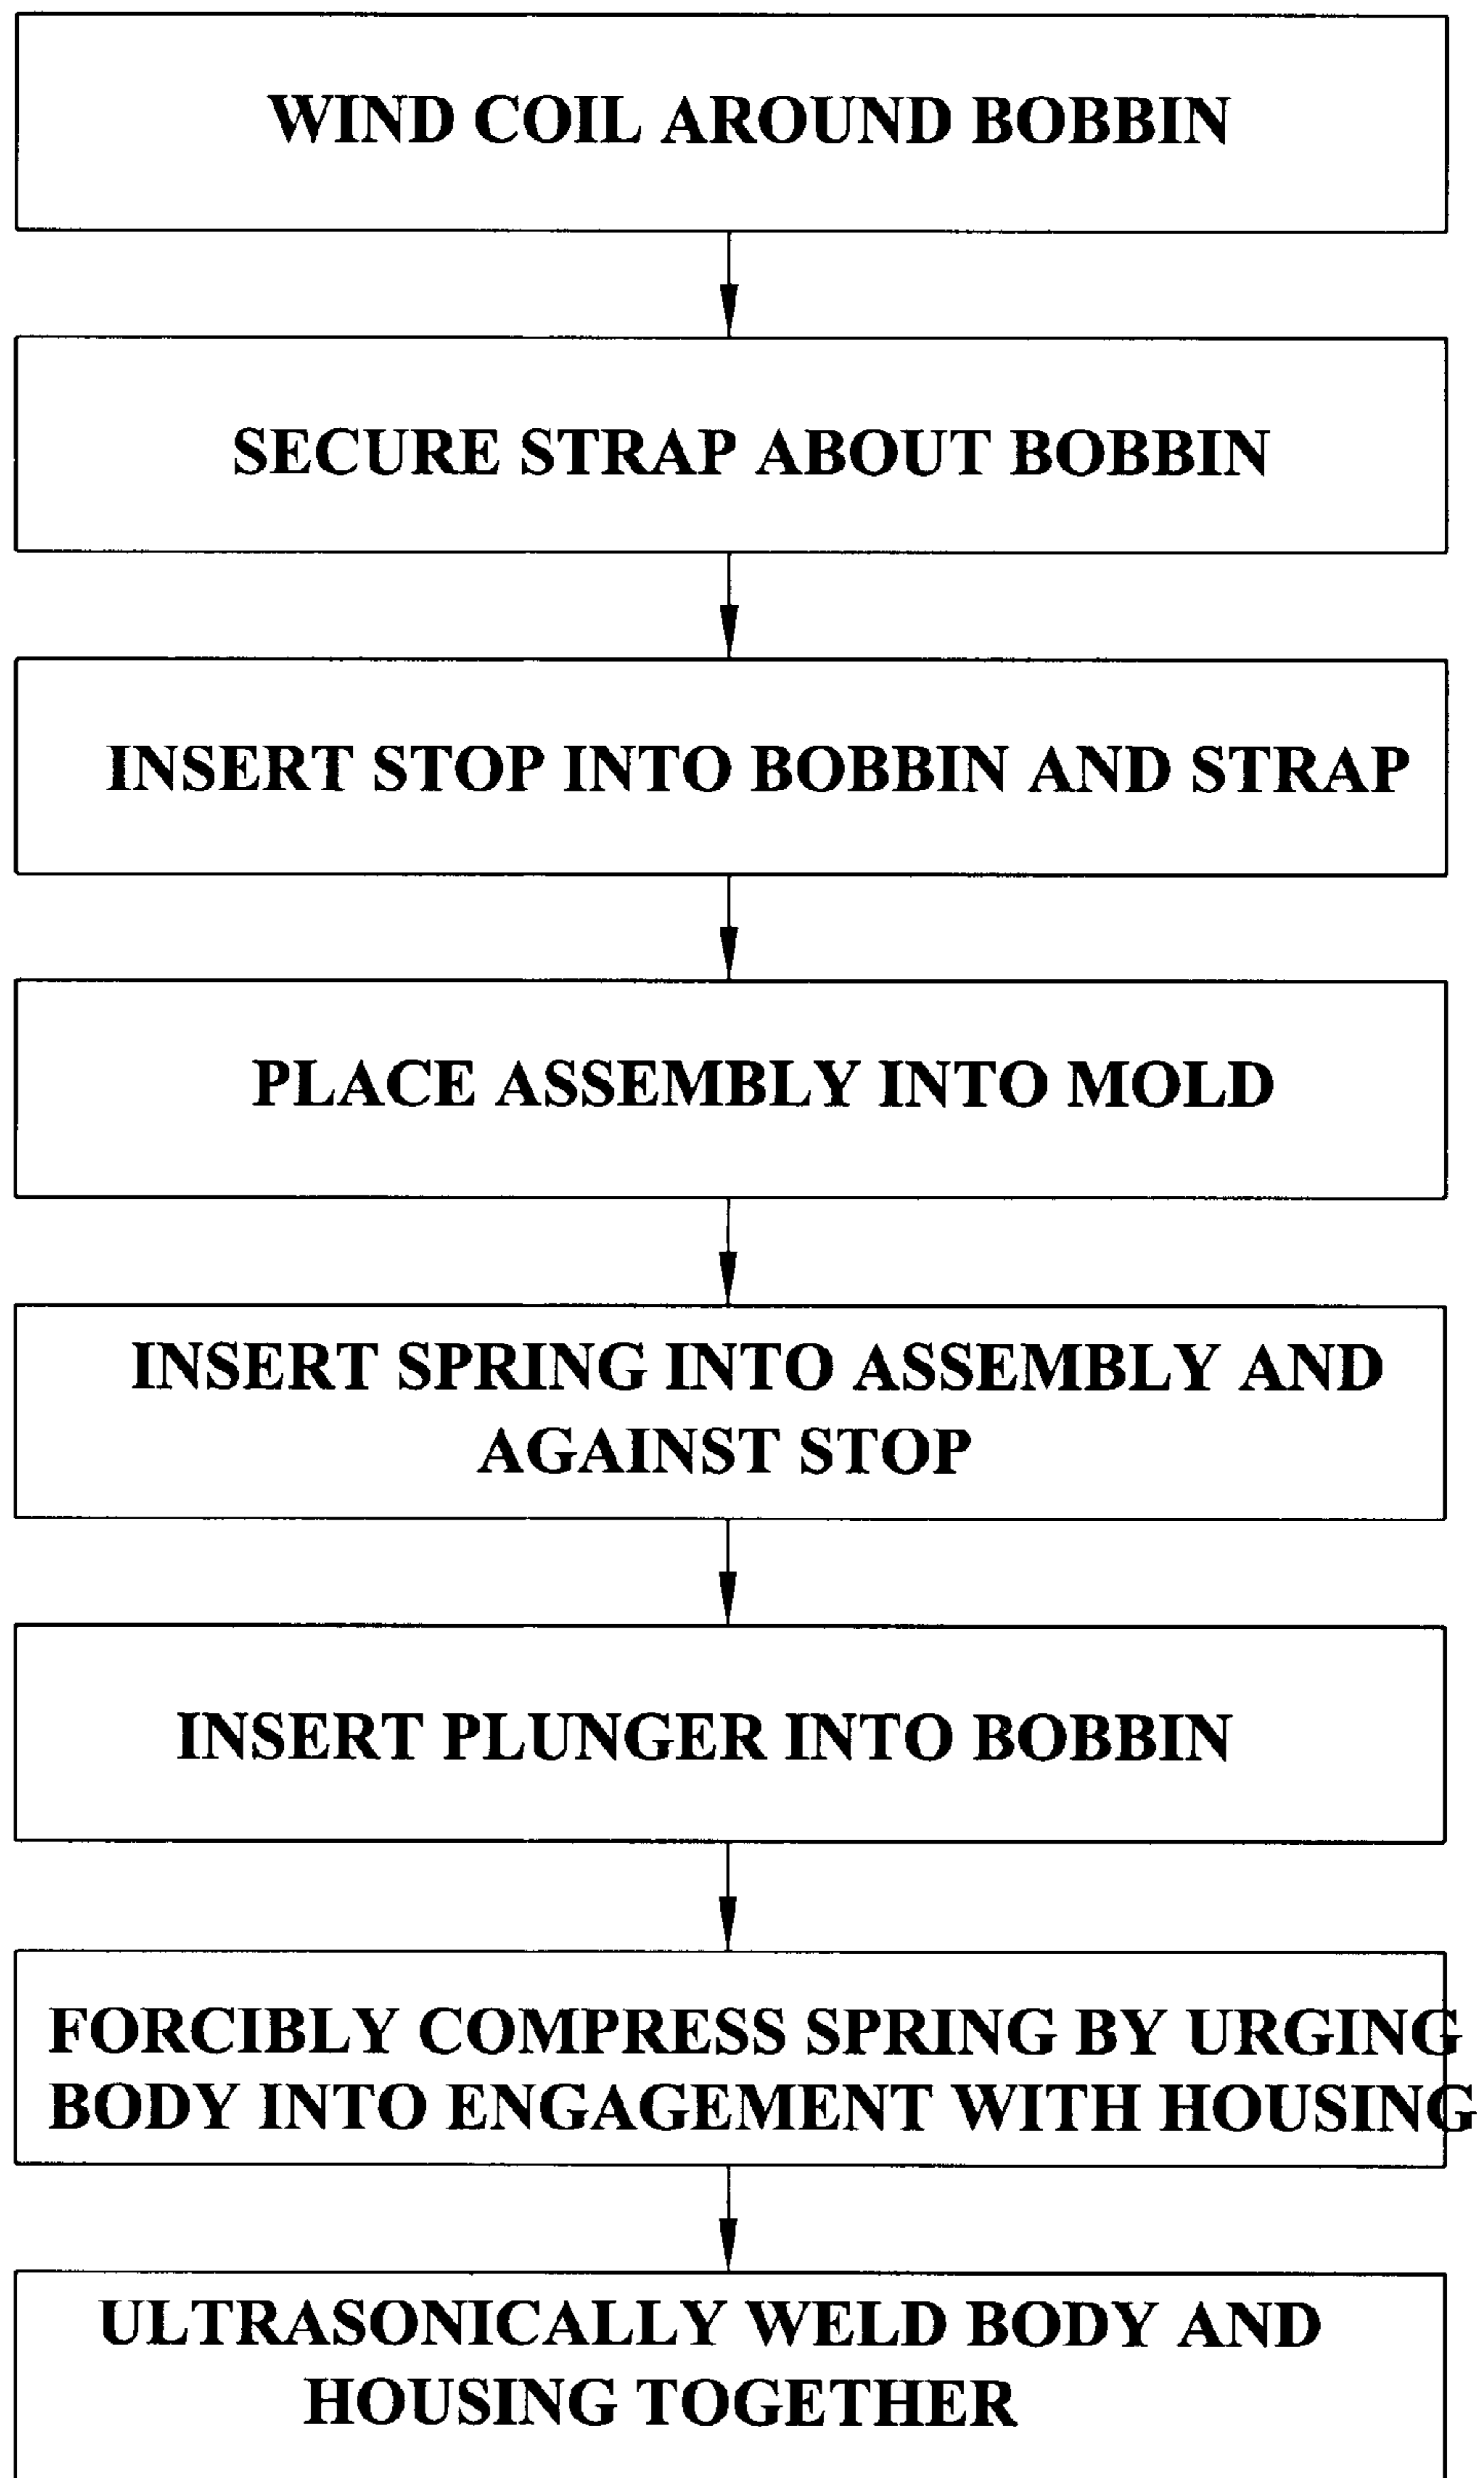 WIND COIL AROUND BOBBIN
SECURE STRAP ABOUT BOBBIN
INSERT STOP INTO BOBBIN AND STRAP
PLACE ASSEMBLY INTO MOLD
INSERT SPRING INTO ASSEMBLY AND
AGAINST STOP
INSERT PLUNGER INTO BOBBIN
FORCIBLY COMPRESS SPRING BY URGING
BODY INTO ENGAGEMENT WITH HOUSING
ULTRASONICALLY WELD BODY AND
HOUSING TOGETHER